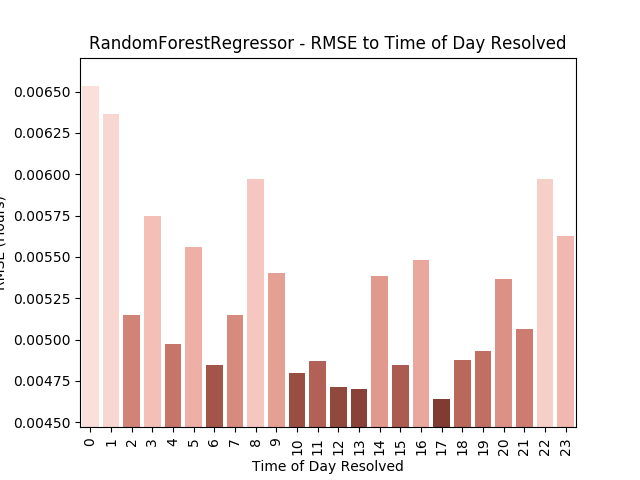 RandomForestRegressor - RMSE to Time of Day Resolved
RMSE (Hours)
0.00650
0.00625
0.00600
0.00575
0.00550
0.00525
0.00500
0.00475
0.00450
0 1 2 3 4 5 6 7 8 9 10 11 12 13 14 15 16 17 18 19 20 21 22 23
Time of Day Resolved